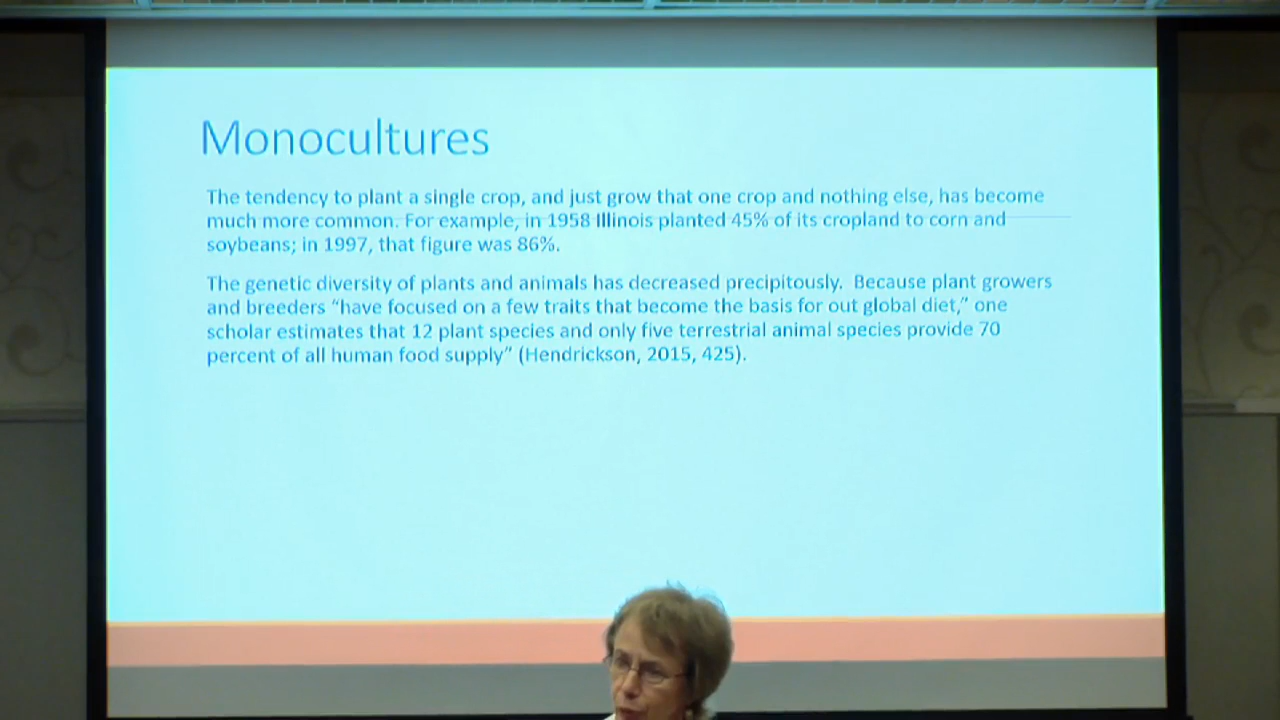 Monocultures
The tendency to plant a single crop, and just grow that one crop and nothing else, has become
much more common. For example, in 1958 Illinois planted 45% of its cropland to corn and
soybeans; in 1997, that figure was 86%.
The genetic diversity of plants and animals has decreased precipitously. Because plant growers
and breeders “have focused on a few traits that become the basis for out global diet,” one
scholar estimates that 12 plant species and only five terrestrial animal species provide 70
percent of all human food supply” (Hendrickson, 2015, 425).